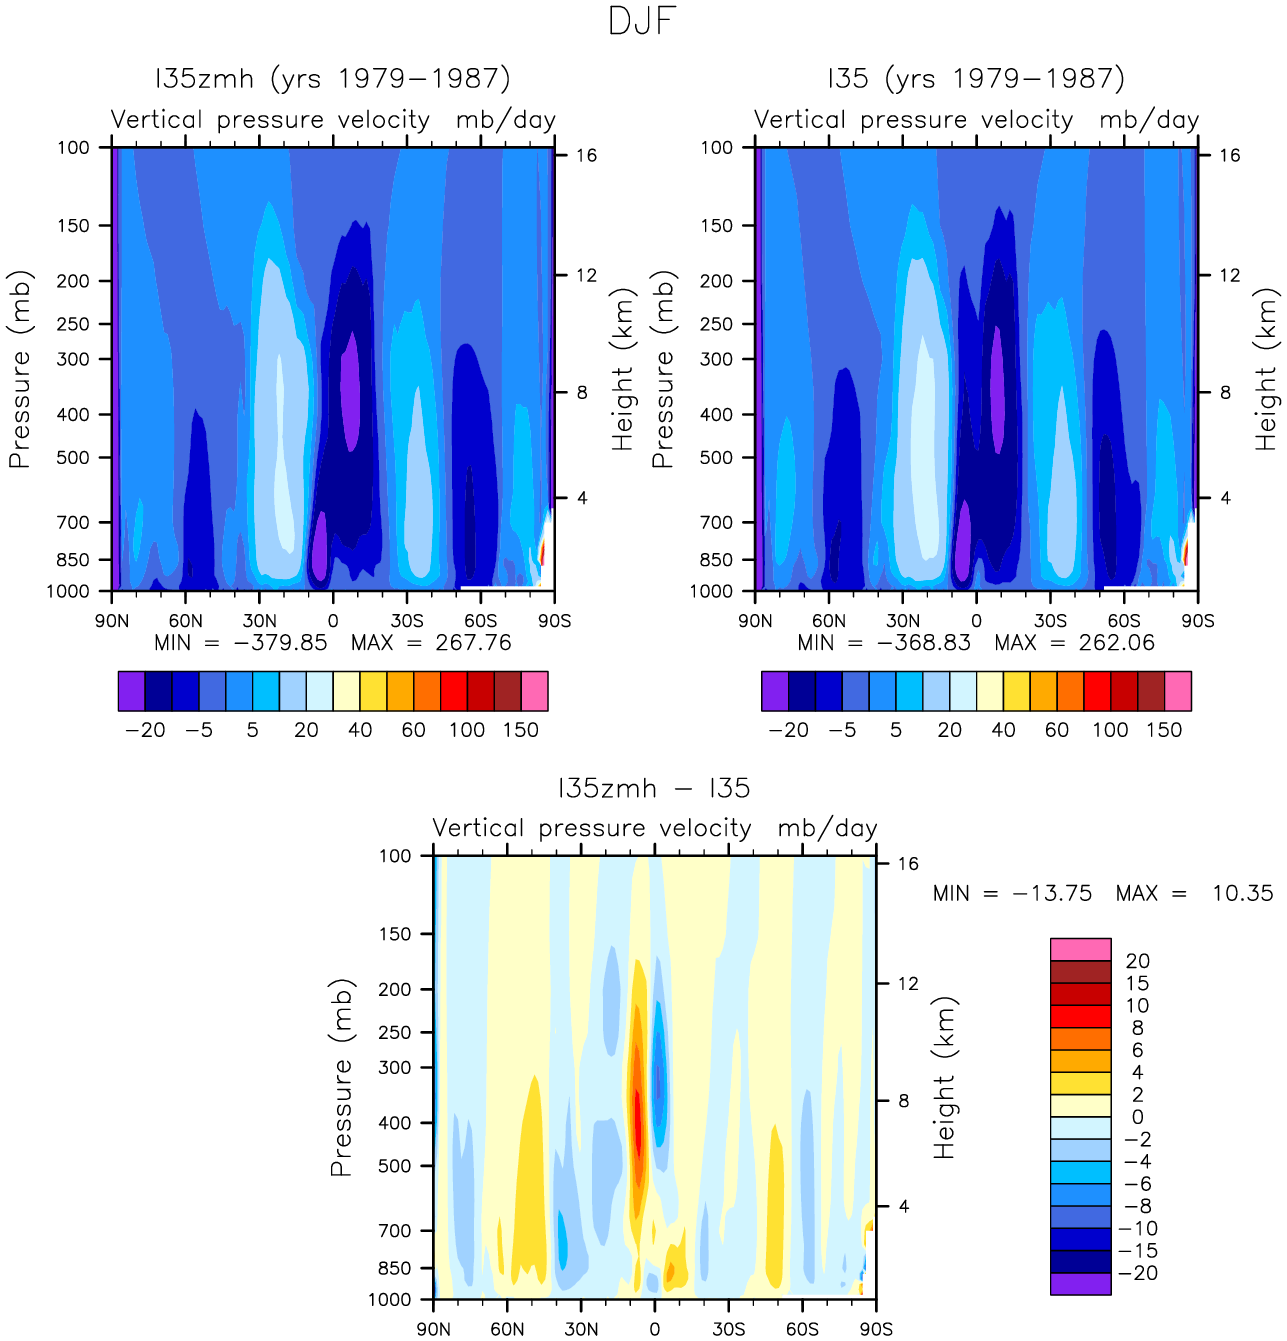 DJF
I35zmh (yrs 1979−1987)
Vertical pressure velocity mb/day
Pressure (mb)
100
150
200
250
300
400
500
700
850
1000
16
12
8
4
Height (km)
90N 60N 30N 0 30S 60S 90S
MIN = −379.85 MAX = 267.76
−20 −5 5 20 40 60 100 150
I35 (yrs 1979−1987)
Vertical pressure velocity mb/day
Pressure (mb)
100
150
200
250
300
400
500
700
850
1000
16
12
8
4
Height (km)
90N 60N 30N 0 30S 60S 90S
MIN = −368.83 MAX = 262.06
−20 −5 5 20 40 60 100 150
I35zmh − I35
Vertical pressure velocity mb/day
Pressure (mb)
100
150
200
250
300
400
500
700
850
1000
16
12
8
4
Height (km)
90N 60N 30N 0 30S 60S 90S
MIN = −13.75 MAX = 10.35
20
15
10
8
6
4
2
0
−2
−4
−6
−8
−10
−15
−20